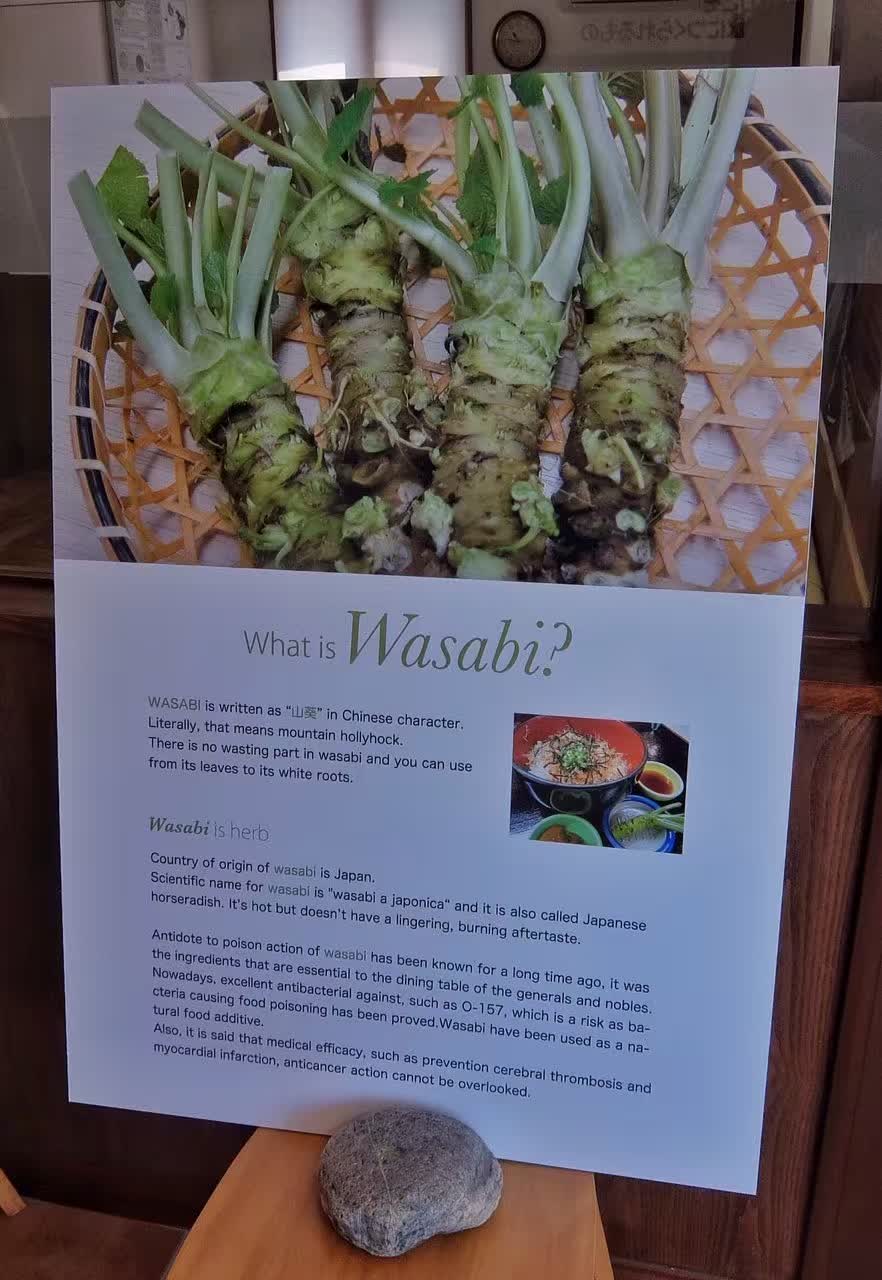 What is Wasabi?
WASABI is written as “山葵” in Chinese character.
Literally, that means mountain hollyhock.
There is no wasting part in wasabi and you can use
from its leaves to its white roots.
Wasabi is herb
Country of origin of wasabi is Japan.
Scientific name for wasabi is "wasabi a japonica“ and it is also called Japanese
horseradish. It's hot but doesn't have a lingering, burning aftertaste.
Antidote to poison action of wasabi has been known for a long time ago, it was
the ingredients that are essential to the dining table of the generals and nobles.
Nowadays, excellent antibacterial against, such as O-157, which is a risk as ba-
cteria causing food poisoning has been proved.Wasabi have been used as a na-
tural food additive.
Also, it is said that medical efficacy, such as prevention cerebral thrombosis and
myocardial infarction, anticancer action cannot be overlooked.